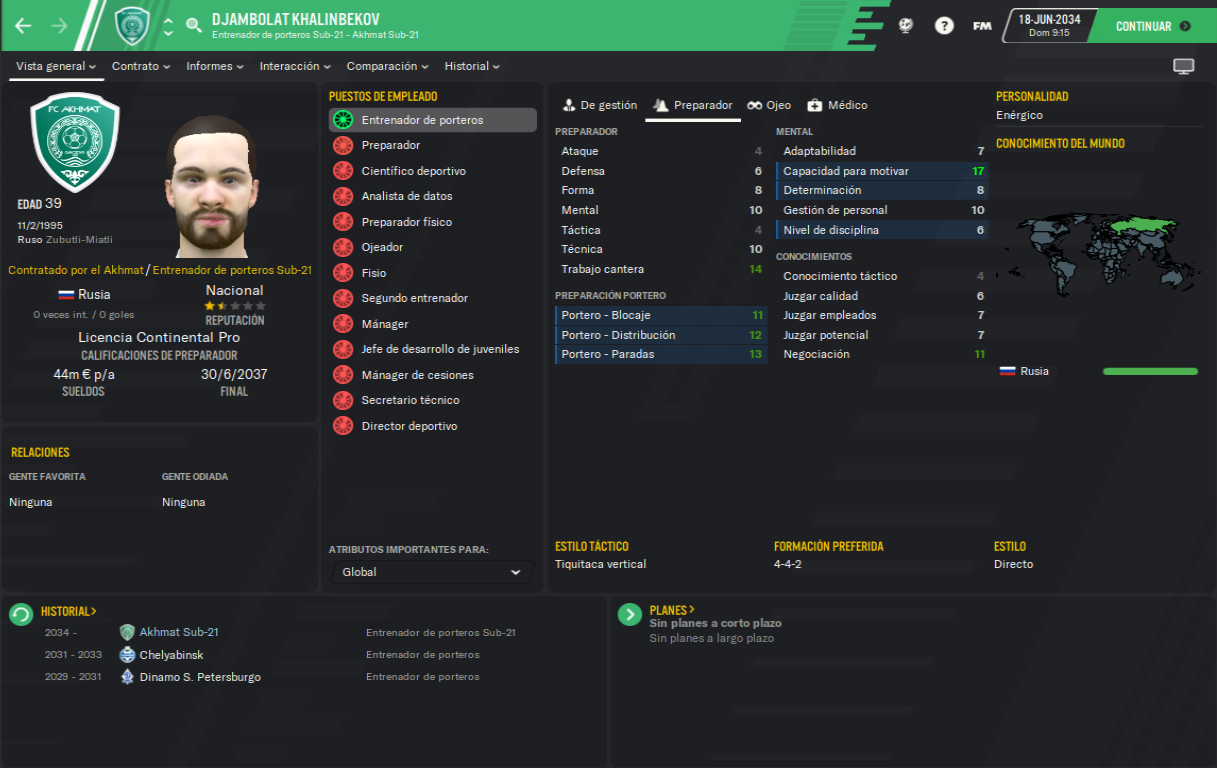 DJAMBOLAT KHALINBEKOV
Entrenador de porteros Sub-21 - Akhmat Sub-21
FM
18-JUN-2034
Dom 9:15
CONTINUAR
Vista general
Contrato
Informes
Interacción
Comparación
Historial
FC AKHMAT
EDAD 39
11/2/1995
Ruso Zubutli-Miatli
Contratado por el Akhmat / Entrenador de porteros Sub-21
Rusia
0 veces int. / 0 goles
Nacional
REPUTACIÓN
Licencia Continental Pro
CALIFICACIONES DE PREPARADOR
44m € p/a
SUELDOS
30/6/2037
FINAL
RELACIONES
GENTE FAVORITA
Ninguna
GENTE ODIADA
Ninguna
PUESTOS DE EMPLEADO
Entrenador de porteros
Preparador
Científico deportivo
Analista de datos
Preparador físico
Ojeador
Fisio
Segundo entrenador
Mánager
Jefe de desarrollo de juveniles
Mánager de cesiones
Secretario técnico
Director deportivo
ATRIBUTOS IMPORTANTES PARA:
Global
De gestión
Preparador
Ojeo
Médico
PREPARADOR
Ataque 4
Defensa 6
Forma 8
Mental 10
Táctica 4
Técnica 10
Trabajo cantera 14
PREPARACIÓN PORTERO
Portero - Blocaje 11
Portero - Distribución 12
Portero - Paradas 13
MENTAL
Adaptabilidad 7
Capacidad para motivar 17
Determinación 8
Gestión de personal 10
Nivel de disciplina 6
CONOCIMIENTOS
Conocimiento táctico 4
Juzgar calidad 6
Juzgar empleados 7
Juzgar potencial 7
Negociación 11
PERSONALIDAD
Enérgico
CONOCIMIENTO DEL MUNDO
Rusia
ESTILO TÁCTICO
Tiquitaca vertical
FORMACIÓN PREFERIDA
4-4-2
ESTILO
Directo
HISTORIAL >
2034 - Akhmat Sub-21 Entrenador de porteros Sub-21
2031 - 2033 Chelyabinsk Entrenador de porteros
2029 - 2031 Dinamo S. Petersburgo Entrenador de porteros
PLANES >
Sin planes a corto plazo
Sin planes a largo plazo